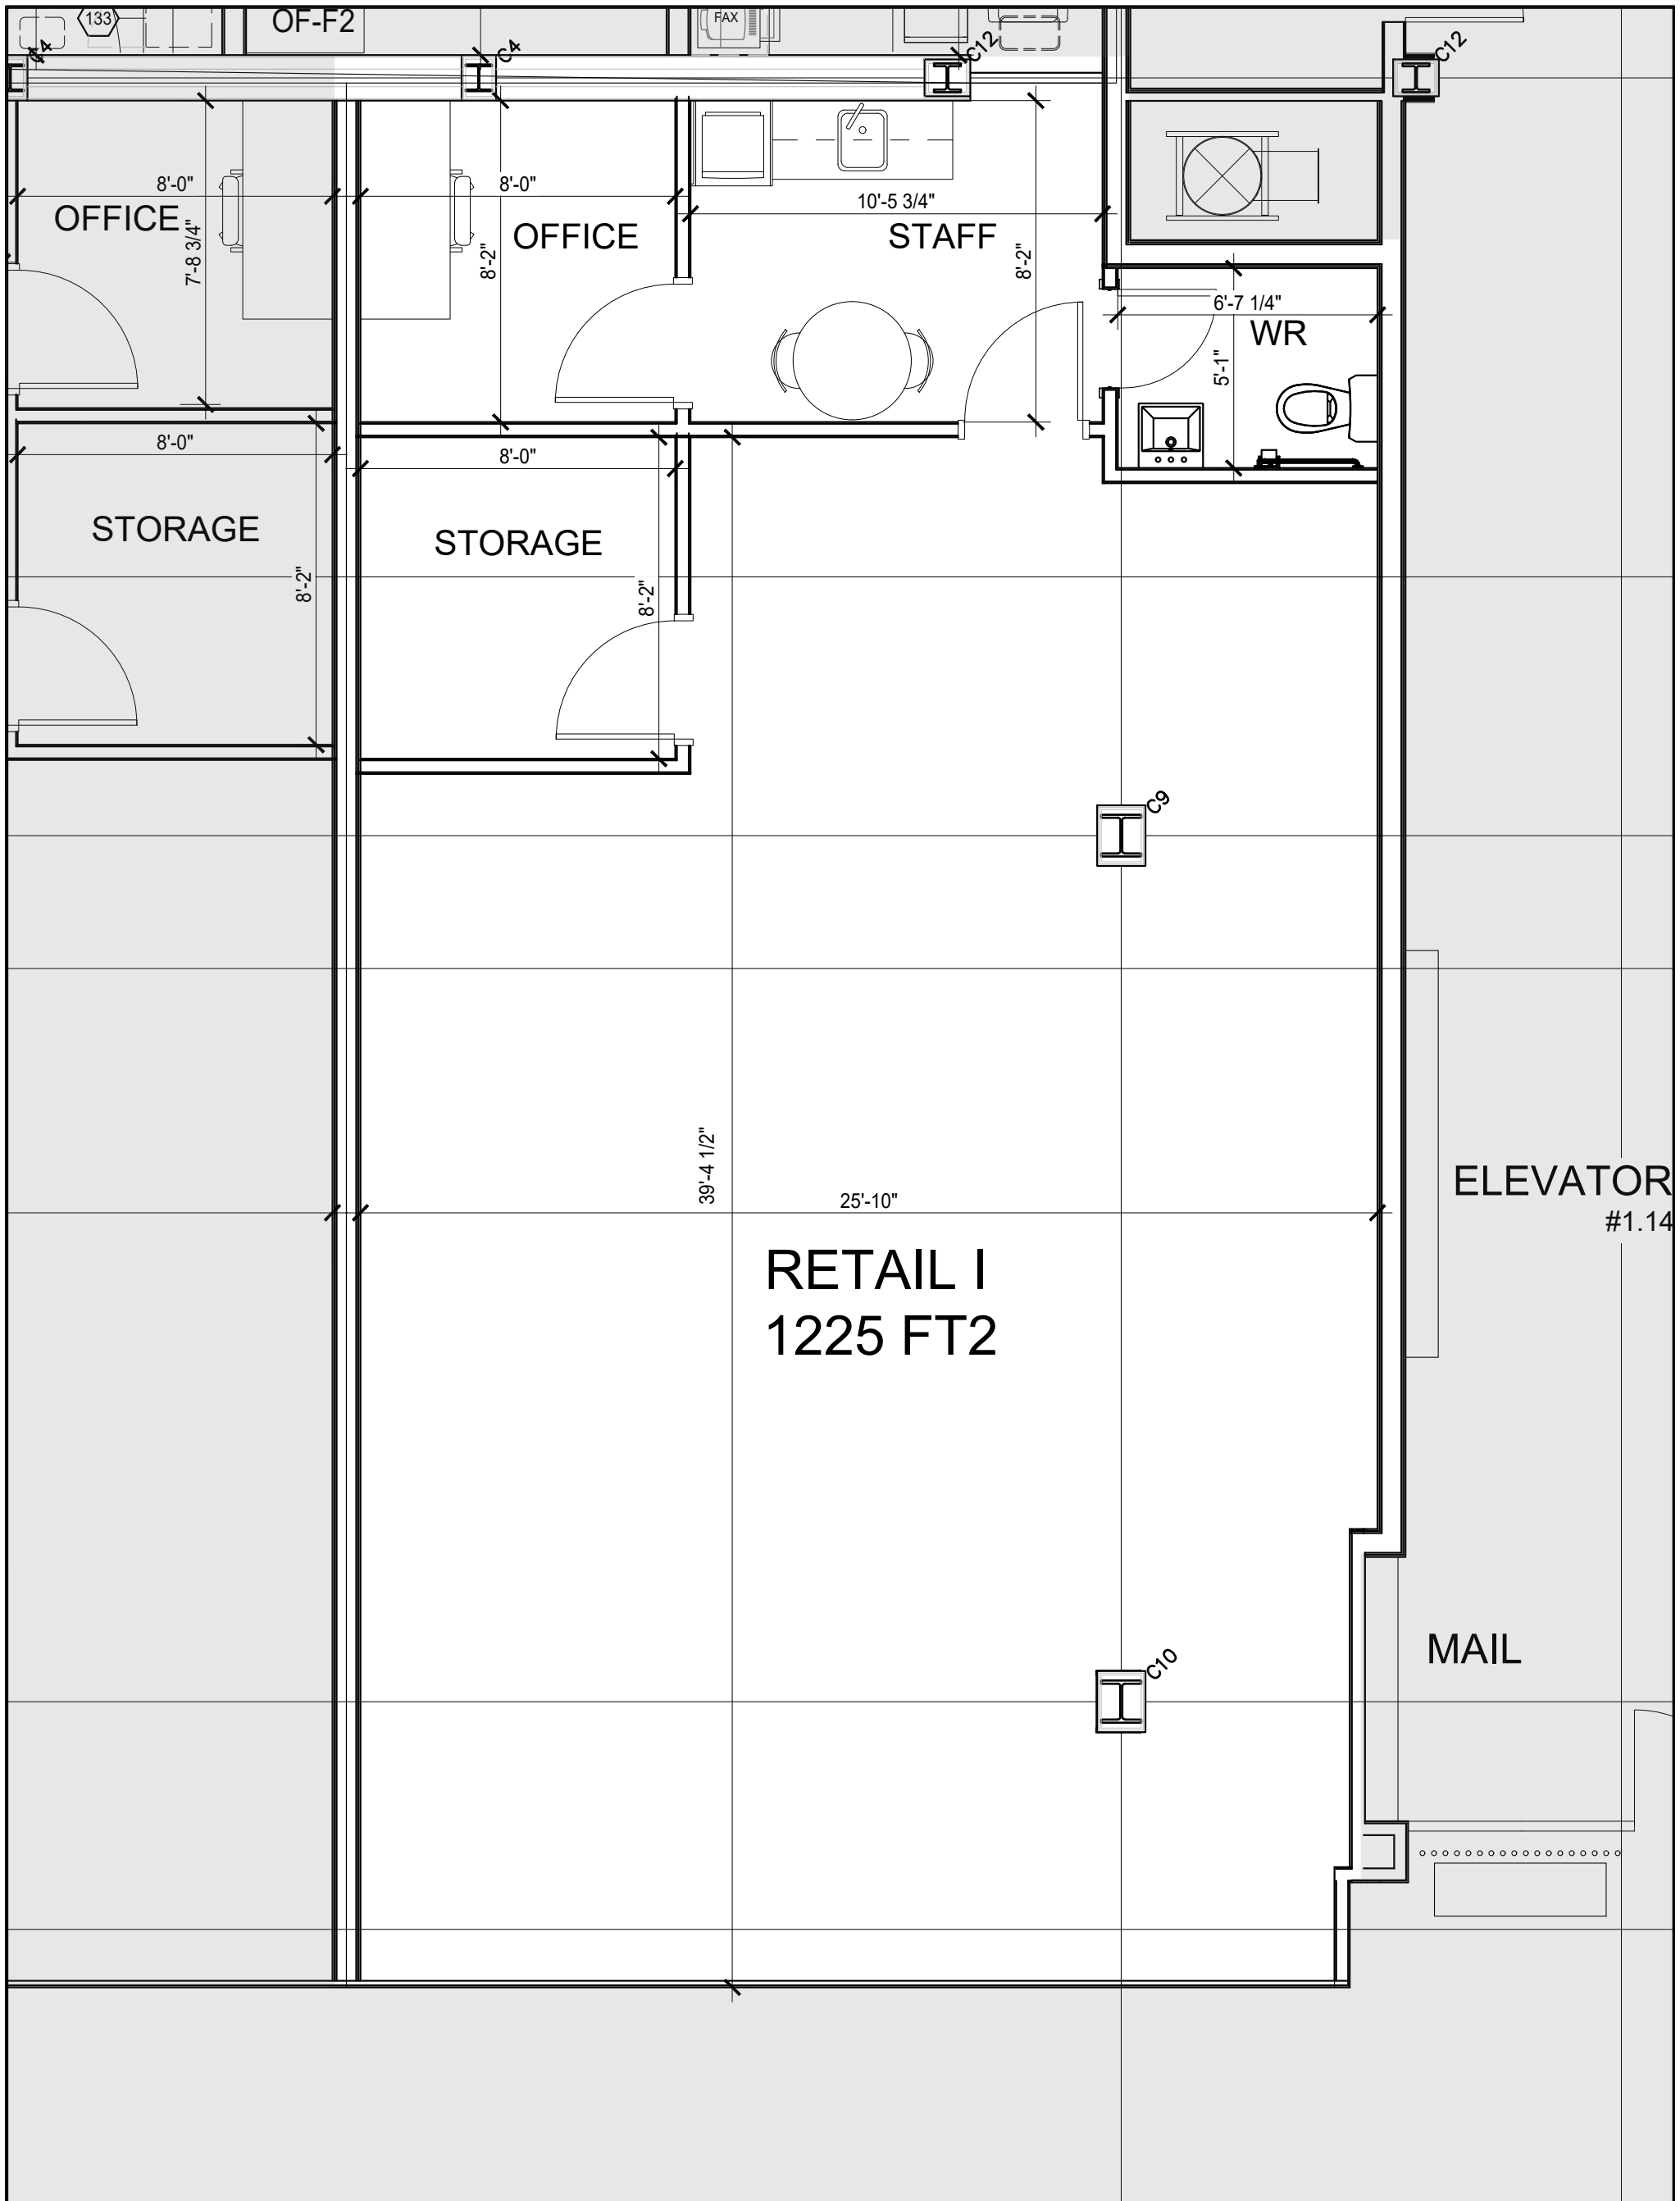 133
OF-F2
FAX
C4
C4
C12
C12
8'-0"
8'-0"
10'-5 3/4"
OFFICE
7'-8 3/4"
OFFICE
8'-2"
STAFF
8'-2"
6'-7 1/4"
WR
5'-1"
8'-0"
8'-0"
STORAGE
STORAGE
8'-2"
8'-2"
C9
39'-4 1/2"
25'-10"
ELEVATOR
#1.14
RETAIL I
1225 FT2
MAIL
C10